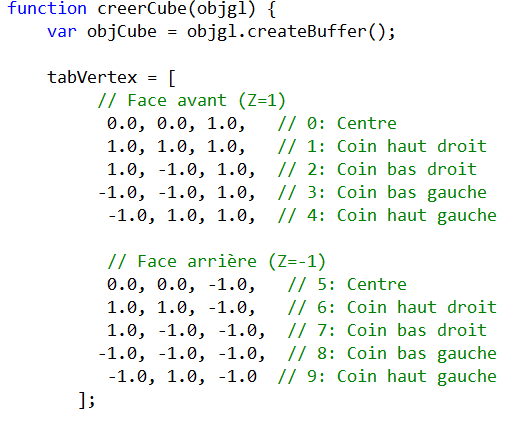 function creerCube(objgl) {
    var objCube = objgl.createBuffer();

    tabVertex = [
         // Face avant (Z=1)
          0.0, 0.0, 1.0,   // 0: Centre
          1.0, 1.0, 1.0,   // 1: Coin haut droit
          1.0, -1.0, 1.0,  // 2: Coin bas droit
         -1.0, -1.0, 1.0,  // 3: Coin bas gauche
          -1.0, 1.0, 1.0,  // 4: Coin haut gauche

          // Face arrière (Z=-1)
          0.0, 0.0, -1.0,   // 5: Centre
          1.0, 1.0, -1.0,   // 6: Coin haut droit
          1.0, -1.0, -1.0,  // 7: Coin bas droit
         -1.0, -1.0, -1.0,  // 8: Coin bas gauche
          -1.0, 1.0, -1.0  // 9: Coin haut gauche
       ];